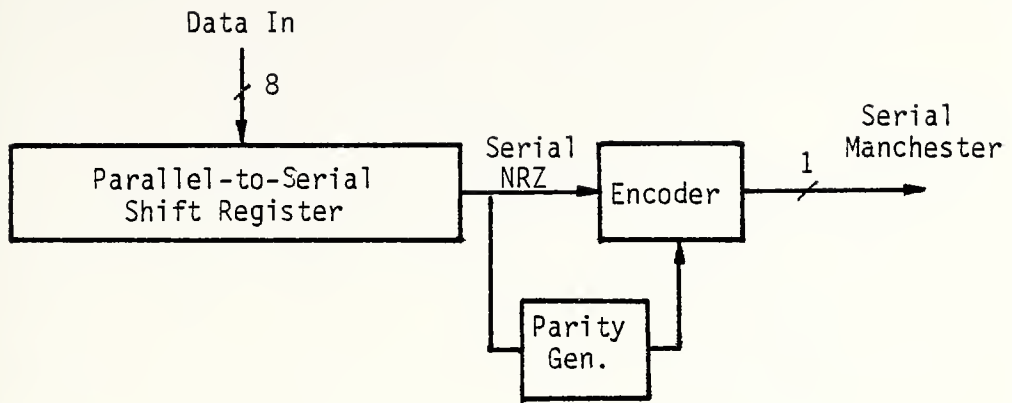 Data In
8
Parallel-to-Serial
Shift Register
Serial
NRZ
Encoder
1
Serial
Manchester
Parity
Gen.